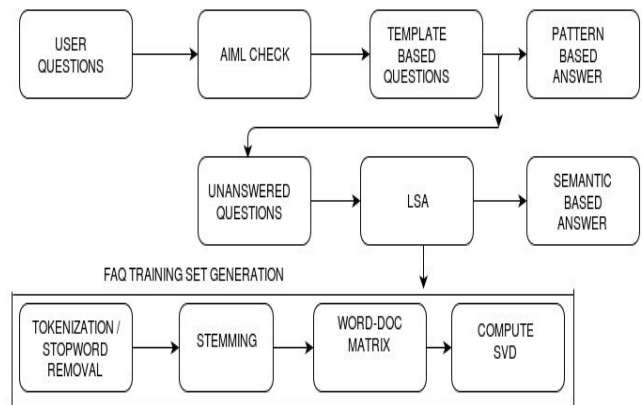 USER
QUESTIONS
AIML CHECK
TEMPLATE
BASED
QUESTIONS
PATTERN
BASED
ANSWER
UNANSWERED
QUESTIONS
LSA
SEMANTIC
BASED
ANSWER
FAQ TRAINING SET GENERATION
TOKENIZATION /
STOPWORD
REMOVAL
STEMMING
WORD-DOC
MATRIX
COMPUTE
SVD